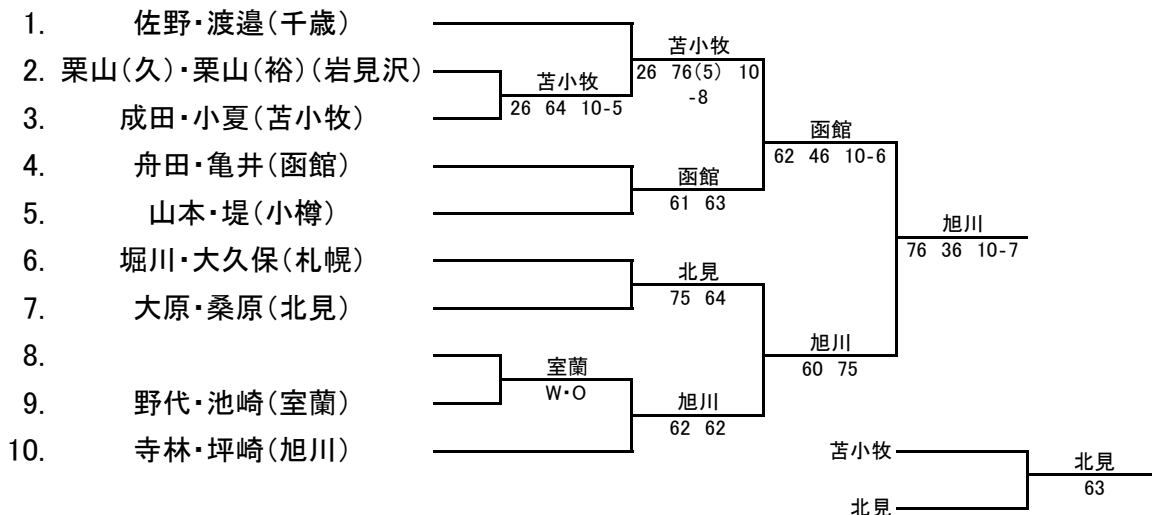 1. 佐野・渡邉(千歳)
2. 栗山(久)・栗山(裕)(岩見沢)
3. 成田・小夏(苫小牧)
4. 舟田・亀井(函館)
5. 山本・堤(小樽)
6. 堀川・大久保(札幌)
7. 大原・桑原(北見)
8.
9. 野代・池崎(室蘭)
10. 寺林・坪崎(旭川)
苫小牧
26 64 10-5
室蘭
W・O
苫小牧
26 76(5) 10
-8
函館
61 63
北見
75 64
旭川
62 62
函館
62 46 10-6
旭川
60 75
旭川
76 36 10-7
苫小牧
北見
北見
63